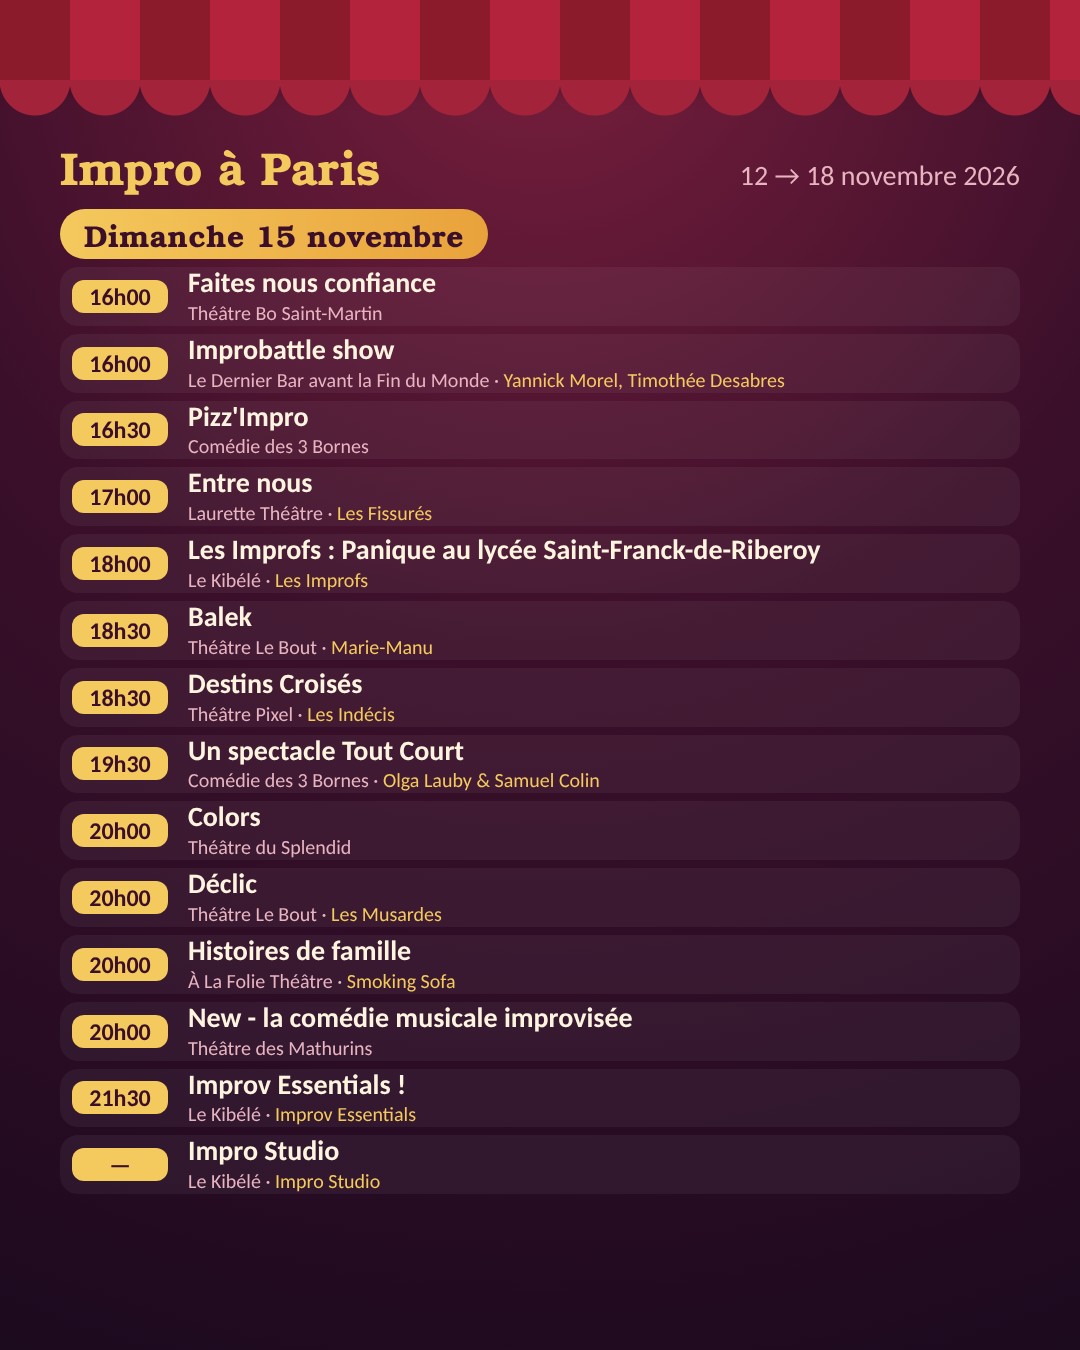 Impro à Paris
12 → 18 novembre 2026
Dimanche 15 novembre
16h00
Faites nous confiance
Théâtre Bo Saint-Martin
16h00
Improbattle show
Le Dernier Bar avant la Fin du Monde · Yannick Morel, Timothée Desabres
16h30
Pizz'Impro
Comédie des 3 Bornes
17h00
Entre nous
Laurette Théâtre · Les Fissurés
18h00
Les Improfs : Panique au lycée Saint-Franck-de-Riberoy
Le Kibélé · Les Improfs
18h30
Balek
Théâtre Le Bout · Marie-Manu
18h30
Destins Croisés
Théâtre Pixel · Les Indécis
19h30
Un spectacle Tout Court
Comédie des 3 Bornes · Olga Lauby & Samuel Colin
20h00
Colors
Théâtre du Splendid
20h00
Déclic
Théâtre Le Bout · Les Musardes
20h00
Histoires de famille
À La Folie Théâtre · Smoking Sofa
20h00
New - la comédie musicale improvisée
Théâtre des Mathurins
21h30
Improv Essentials !
Le Kibélé · Improv Essentials
—
Impro Studio
Le Kibélé · Impro Studio